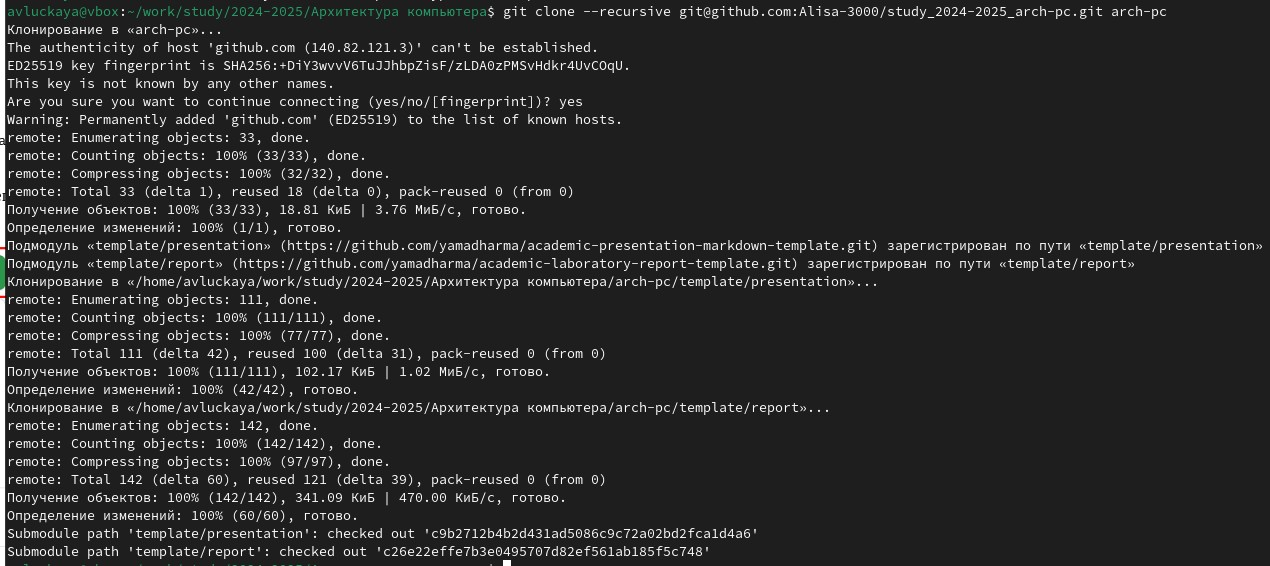 avluckaya@vbox:~/work/study/2024-2025/Архитектура компьютера$ git clone --recursive git@github.com:Alisa-3000/study_2024-2025_arch-pc.git arch-pc
Клонирование в «arch-pc»...
The authenticity of host 'github.com (140.82.121.3)' can't be established.
ED25519 key fingerprint is SHA256:+DiY3wvvV6TuJJhbpZisF/zLDA0zPMSvHdkr4UvCOqU.
This key is not known by any other names.
Are you sure you want to continue connecting (yes/no/[fingerprint])? yes
Warning: Permanently added 'github.com' (ED25519) to the list of known hosts.
remote: Enumerating objects: 33, done.
remote: Counting objects: 100% (33/33), done.
remote: Compressing objects: 100% (32/32), done.
remote: Total 33 (delta 1), reused 18 (delta 0), pack-reused 0 (from 0)
Получение объектов: 100% (33/33), 18.81 КиБ | 3.76 МиБ/с, готово.
Определение изменений: 100% (1/1), готово.
Подмодуль «template/presentation» (https://github.com/yamadharma/academic-presentation-markdown-template.git) зарегистрирован по пути «template/presentation»
Подмодуль «template/report» (https://github.com/yamadharma/academic-laboratory-report-template.git) зарегистрирован по пути «template/report»
Клонирование в «/home/avluckaya/work/study/2024-2025/Архитектура компьютера/arch-pc/template/presentation»...
remote: Enumerating objects: 111, done.
remote: Counting objects: 100% (111/111), done.
remote: Compressing objects: 100% (77/77), done.
remote: Total 111 (delta 42), reused 100 (delta 31), pack-reused 0 (from 0)
Получение объектов: 100% (111/111), 102.17 КиБ | 1.02 МиБ/с, готово.
Определение изменений: 100% (42/42), готово.
Клонирование в «/home/avluckaya/work/study/2024-2025/Архитектура компьютера/arch-pc/template/report»...
remote: Enumerating objects: 142, done.
remote: Counting objects: 100% (142/142), done.
remote: Compressing objects: 100% (97/97), done.
remote: Total 142 (delta 60), reused 121 (delta 39), pack-reused 0 (from 0)
Получение объектов: 100% (142/142), 341.09 КиБ | 470.00 КиБ/с, готово.
Определение изменений: 100% (60/60), готово.
Submodule path 'template/presentation': checked out 'c9b2712b4b2d431ad5086c9c72a02bd2fca1d4a6'
Submodule path 'template/report': checked out 'c26e22effe7b3e0495707d82ef561ab185f5c748'